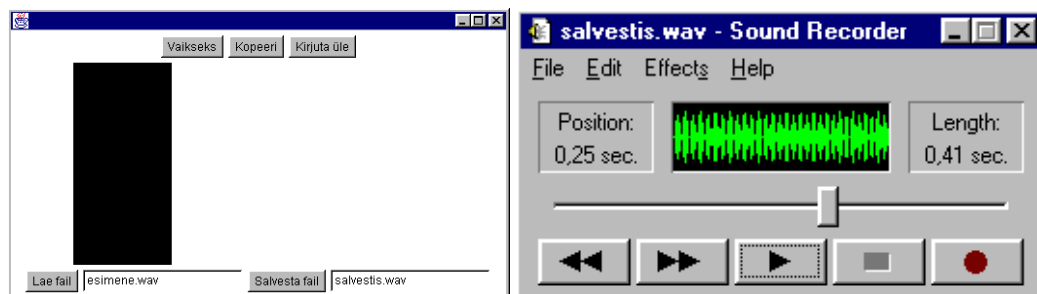 Vaikseks Kopeeri Kirjuta üle
Lae fail esimene.wav Salvesta fail salvestis.wav
salvestis.wav - Sound Recorder
File Edit Effects Help
Position:
0,25 sec.
Length:
0,41 sec.